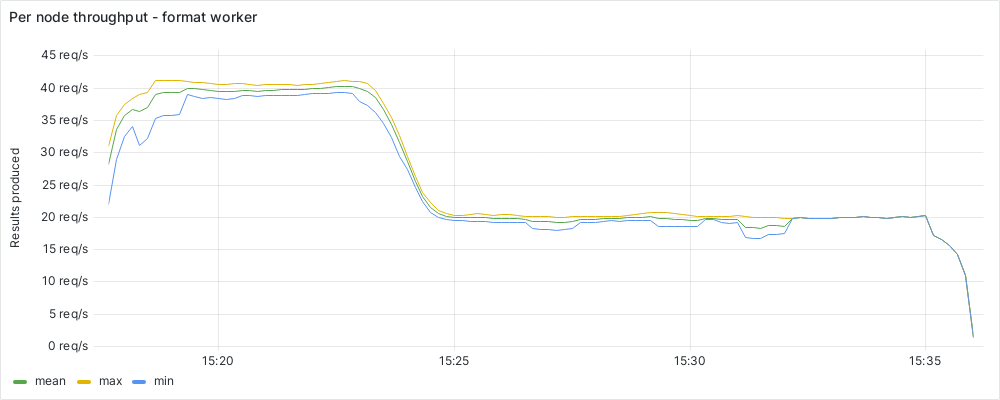 Per node throughput - format worker
Results produced
45 req/s
40 req/s
35 req/s
30 req/s
25 req/s
20 req/s
15 req/s
10 req/s
5 req/s
0 req/s
15:20 15:25 15:30 15:35
mean max min